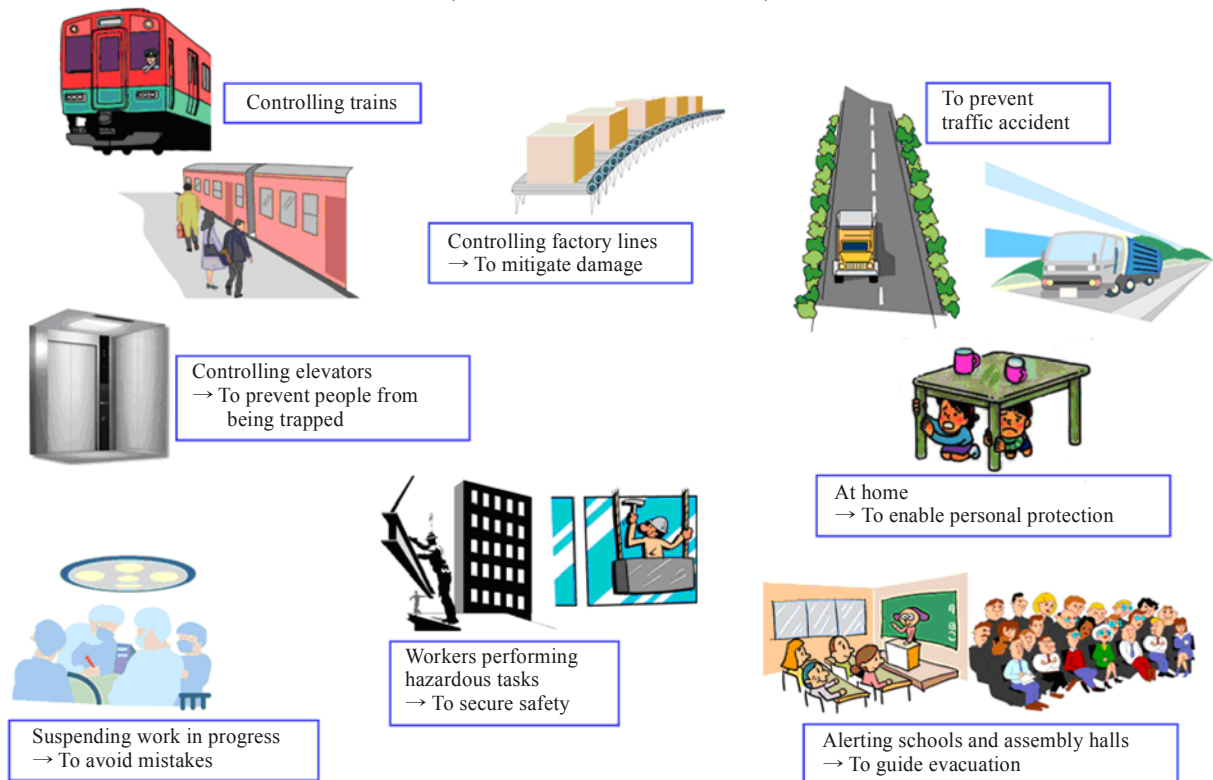 Controlling trains
To prevent
traffic accident
Controlling factory lines
→ To mitigate damage
Controlling elevators
→ To prevent people from
being trapped
At home
→ To enable personal protection
Workers performing
hazardous tasks
→ To secure safety
Suspending work in progress
→ To avoid mistakes
Alerting schools and assembly halls
→ To guide evacuation